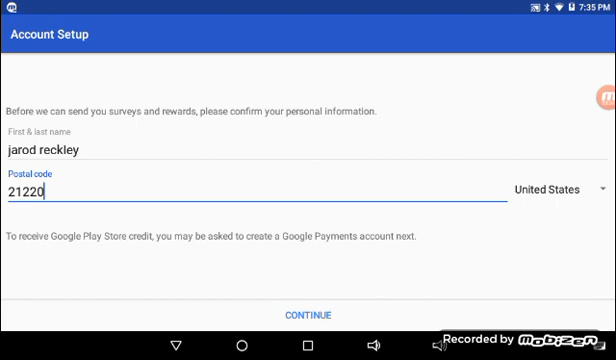 7:35 PM
Account Setup
Before we can send you surveys and rewards, please confirm your personal information.
First & last name
jarod reckley
Postal code
21220
United States
To receive Google Play Store credit, you may be asked to create a Google Payments account next.
CONTINUE
Recorded by mobizen